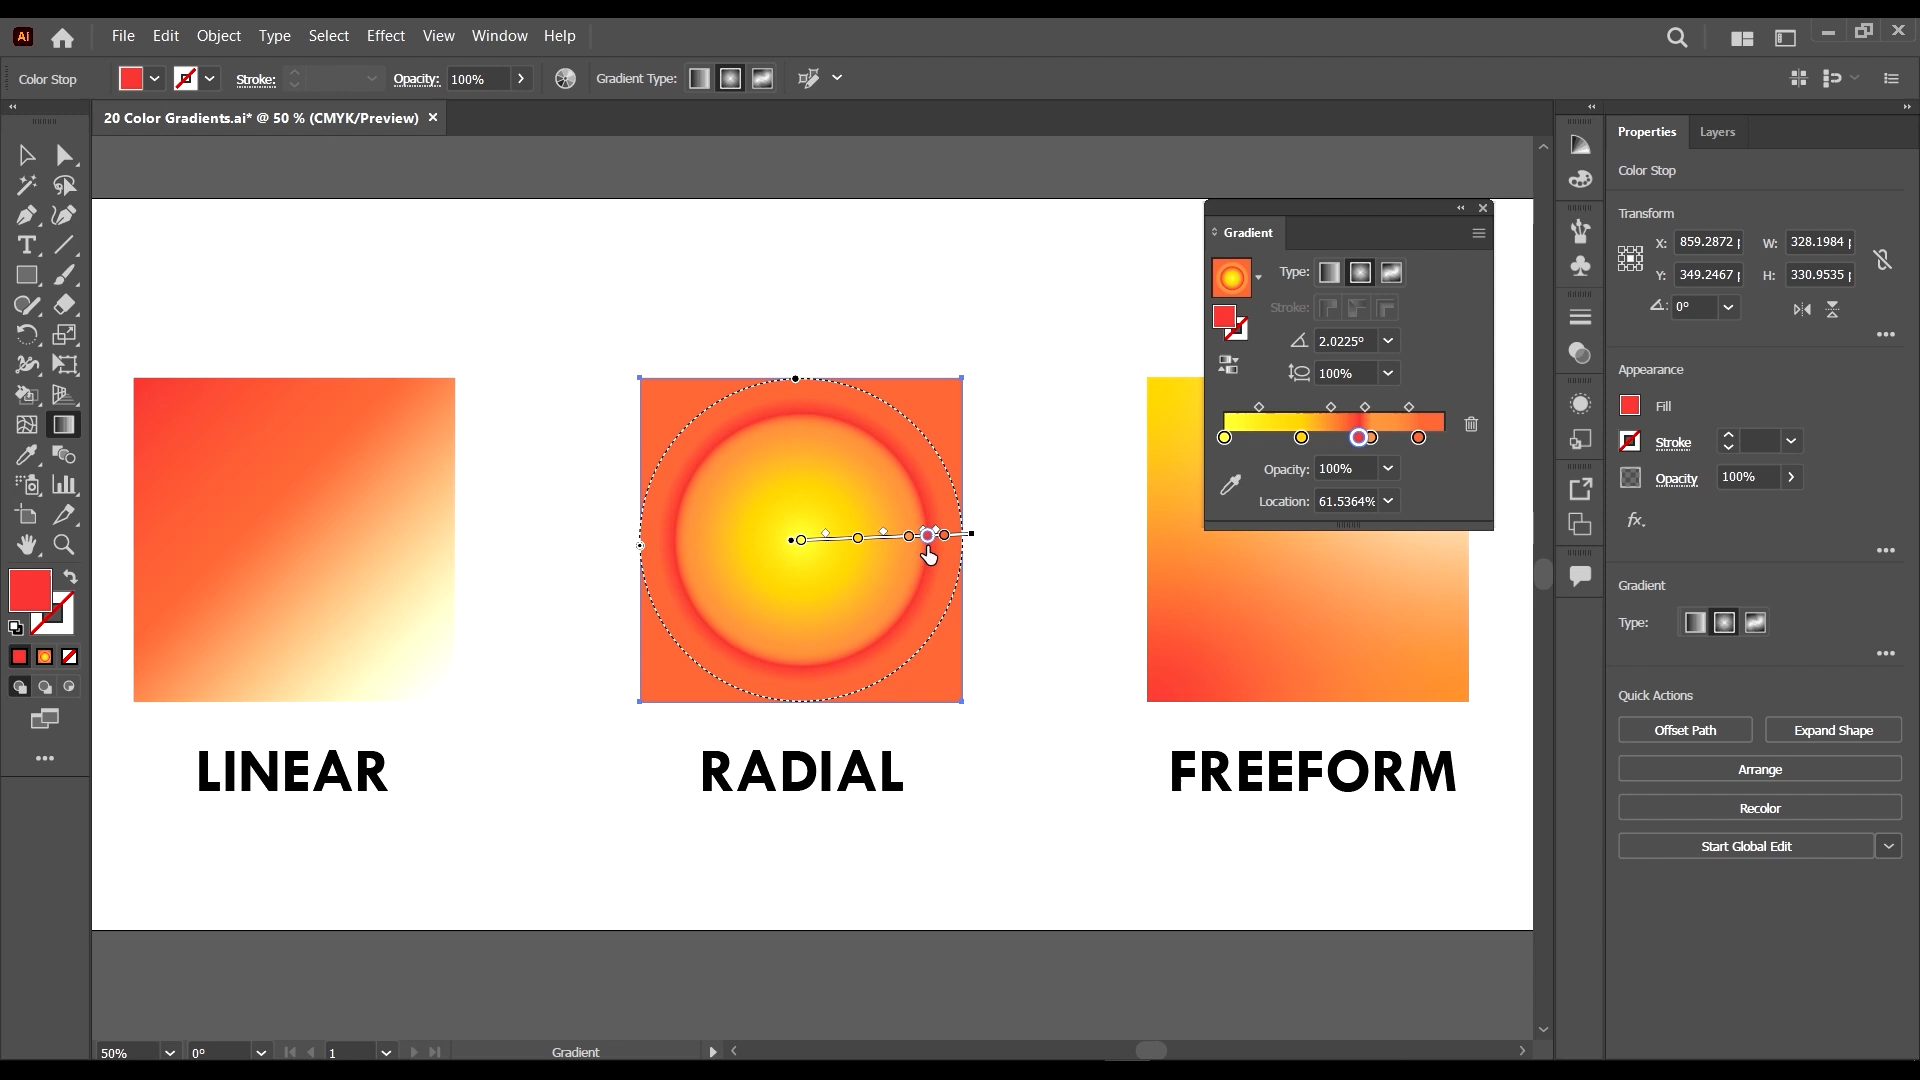 Ai File Edit Object Type Select Effect View Window Help
Color Stop Stroke: Opacity: 100% Gradient Type:
20 Color Gradients.ai* @ 50 % (CMYK/Preview)
Properties Layers
Color Stop
Transform
X: 859.2872 W: 328.1984
Y: 349.2467 H: 330.9535
0°
Appearance
Fill
Stroke
Opacity 100%
fx.
Gradient
Type:
Quick Actions
Offset Path Expand Shape
Arrange
Recolor
Start Global Edit
Gradient
Type:
Stroke:
2.0225°
100%
Opacity: 100%
Location: 61.5364%
LINEAR RADIAL FREEFORM
50% 0° 1 Gradient